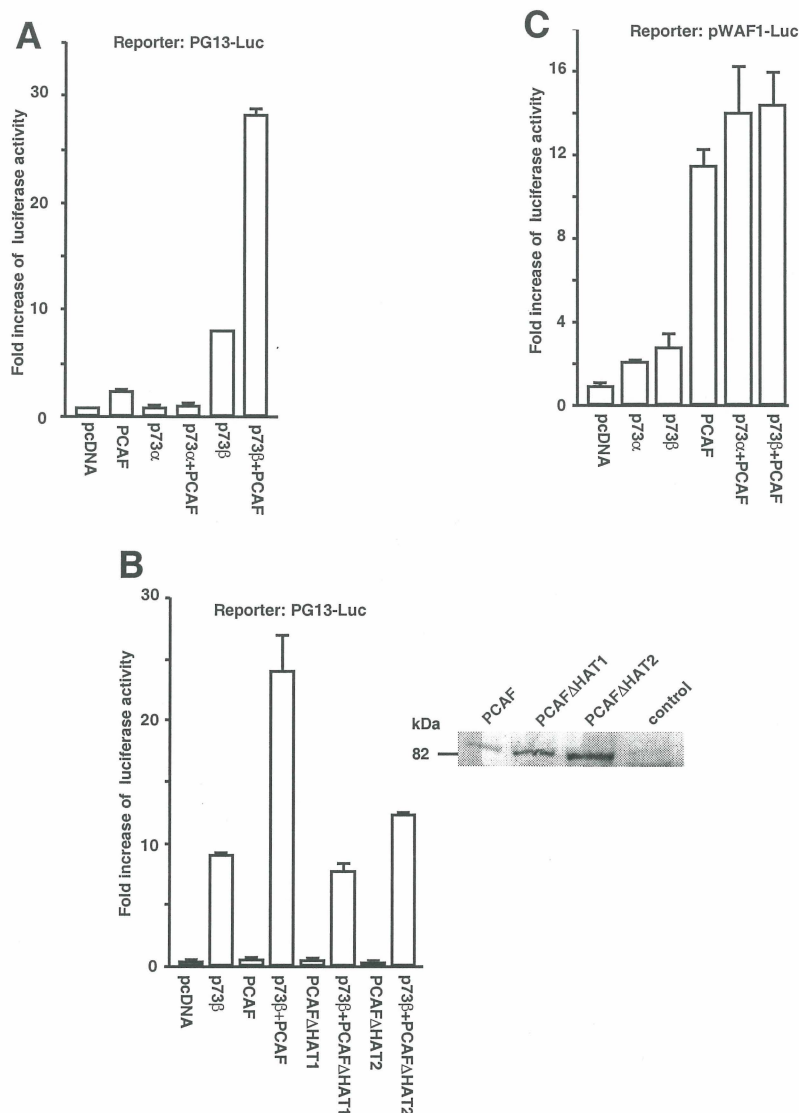 A
Reporter: PG13-Luc
Fold increase of luciferase activity
30
20
10
0
pcDNA
PCAF
p73α
p73α+PCAF
p73β
p73β+PCAF
C
Reporter: pWAF1-Luc
Fold increase of luciferase activity
16
12
8
4
0
pcDNA
p73α
p73β
PCAF
p73α+PCAF
p73β+PCAF
B
Reporter: PG13-Luc
Fold increase of luciferase activity
30
20
10
0
pcDNA
p73β
PCAF
p73β+PCAF
PCAFΔHAT1
p73β+PCAFΔHAT1
PCAFΔHAT2
p73β+PCAFΔHAT2
kDa
82
PCAF
PCAFΔHAT1
PCAFΔHAT2
control